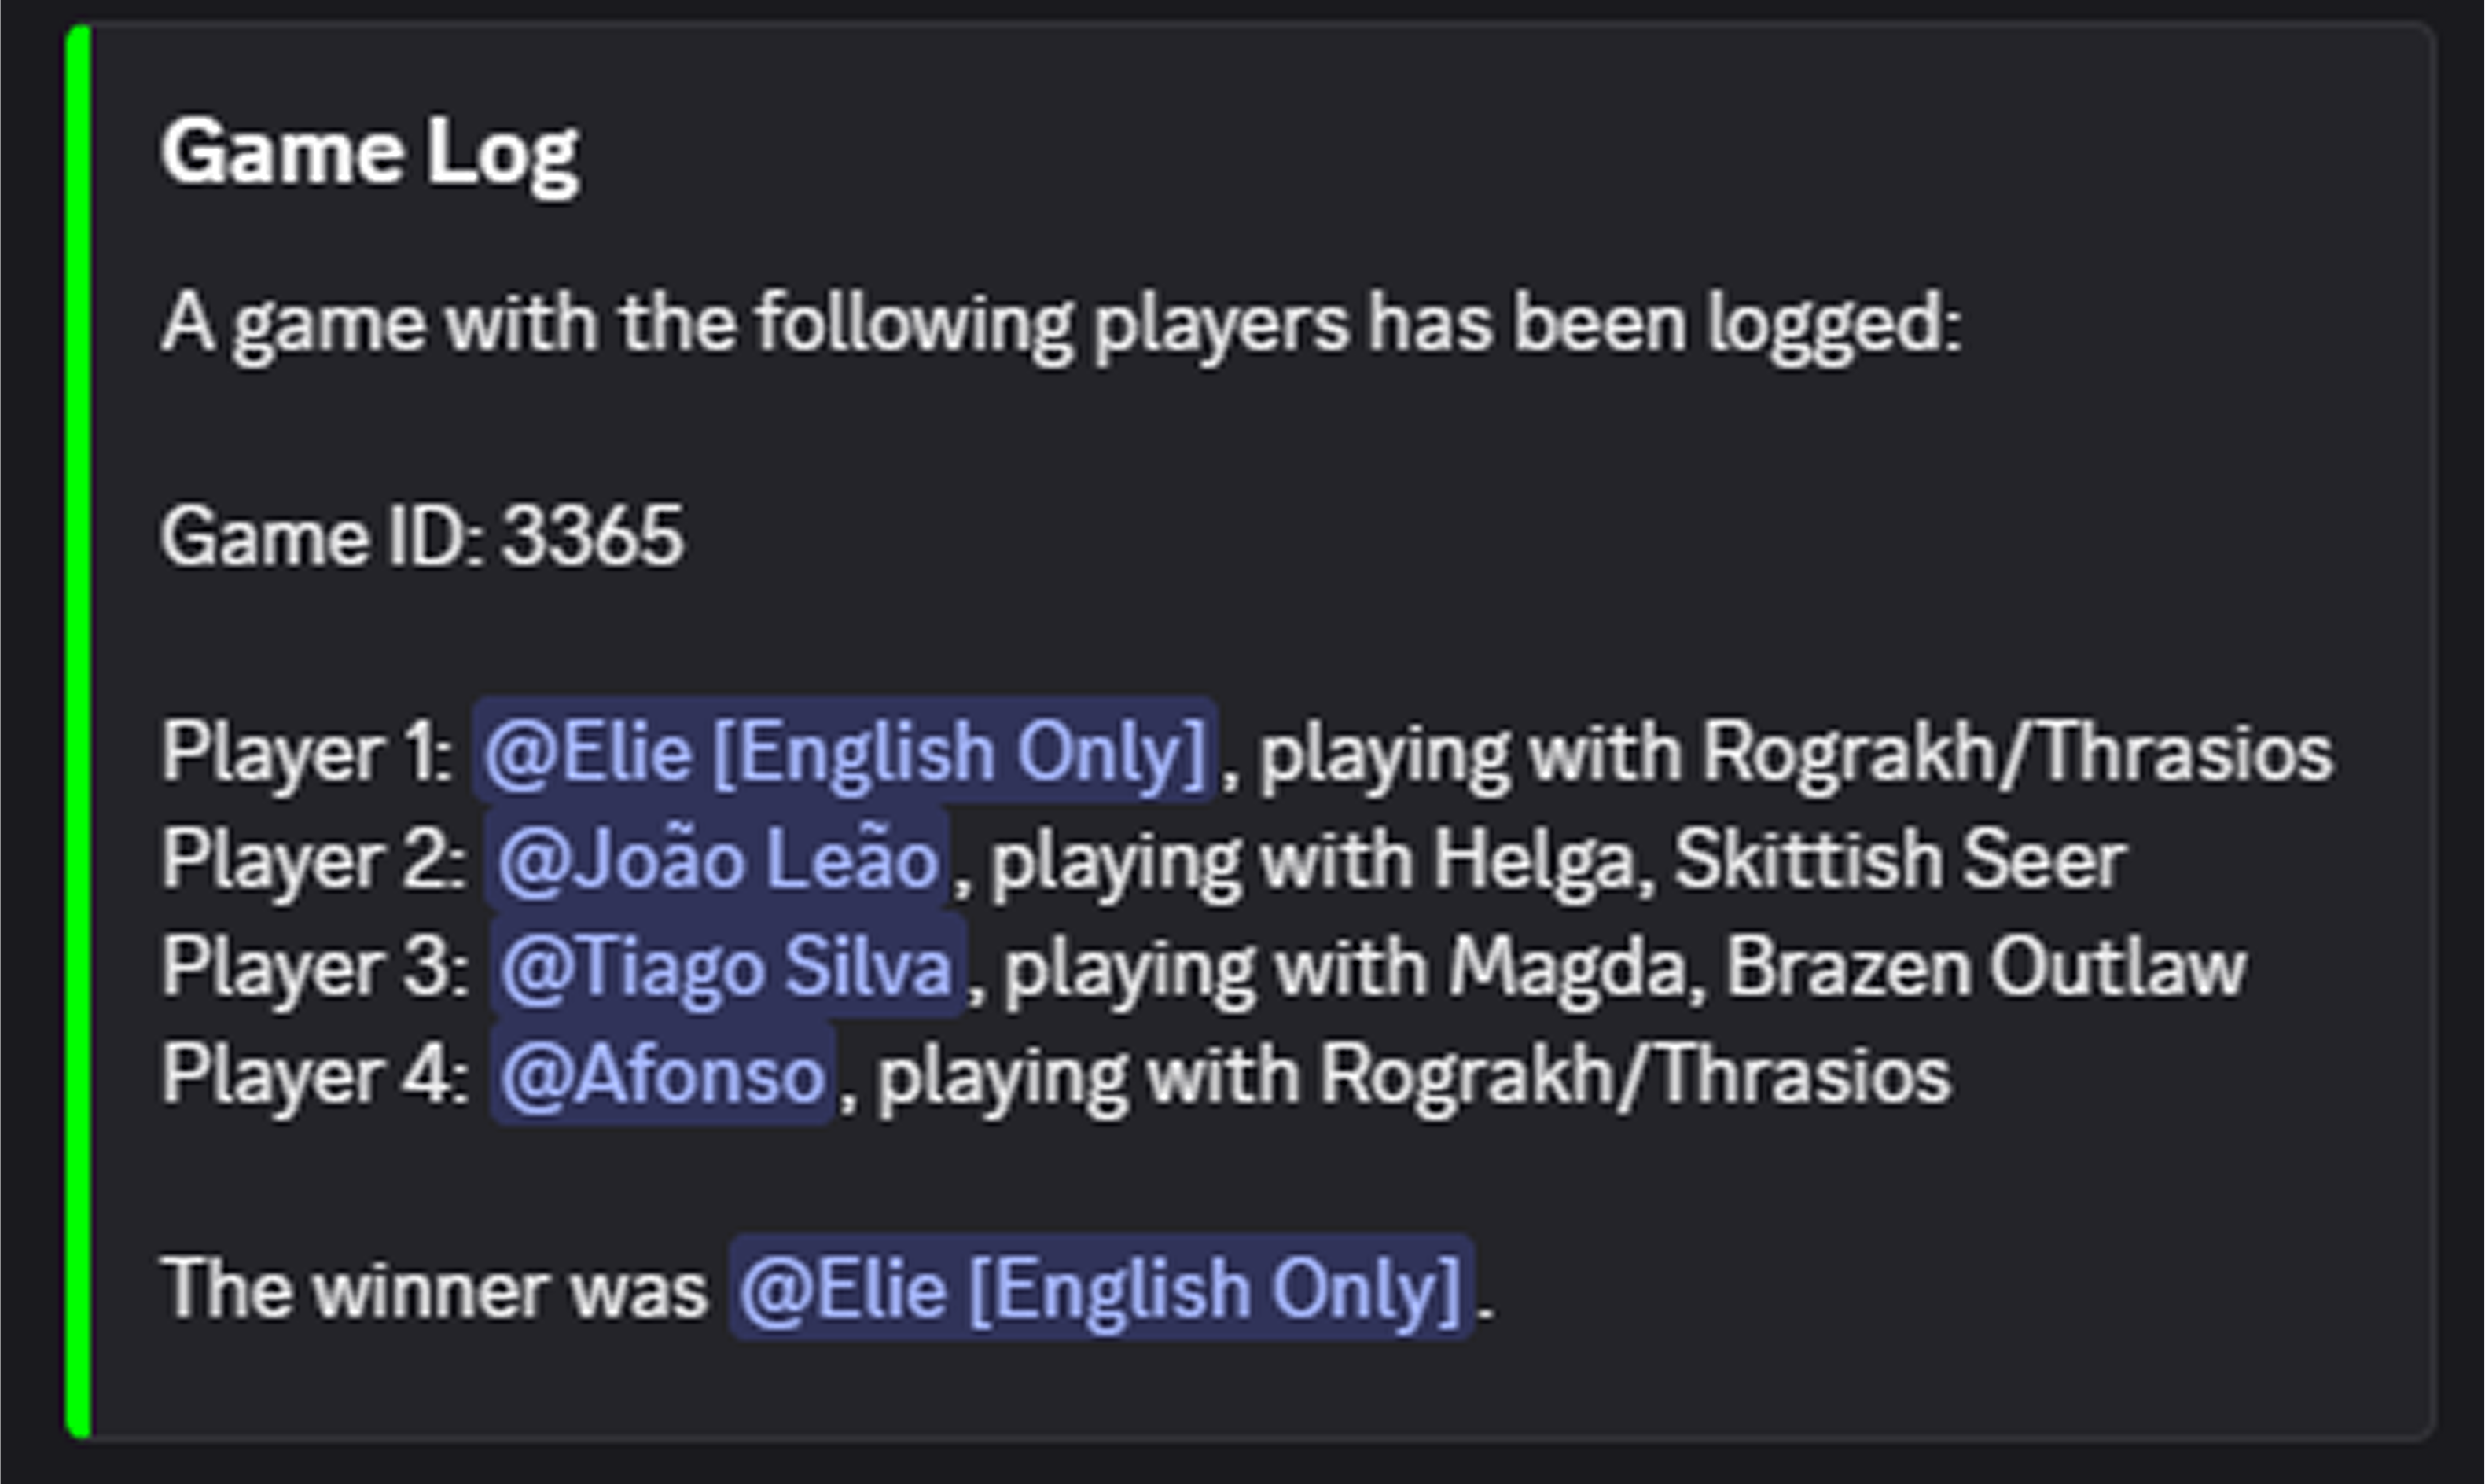 Game Log
A game with the following players has been logged:
Game ID: 3365
Player 1: @Elie [English Only], playing with Rograkh/Thrasios
Player 2: @João Leão, playing with Helga, Skittish Seer
Player 3: @Tiago Silva, playing with Magda, Brazen Outlaw
Player 4: @Afonso, playing with Rograkh/Thrasios
The winner was @Elie [English Only].